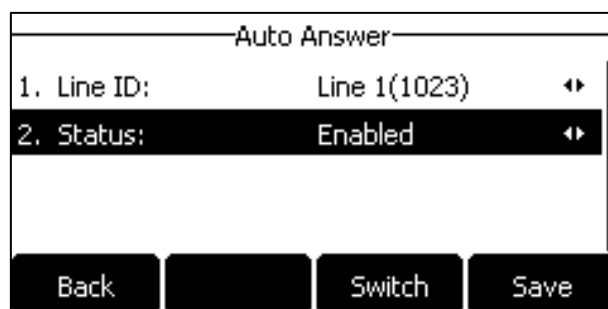 Auto Answer
1. Line ID: Line 1(1023)
2. Status: Enabled
Back Switch Save